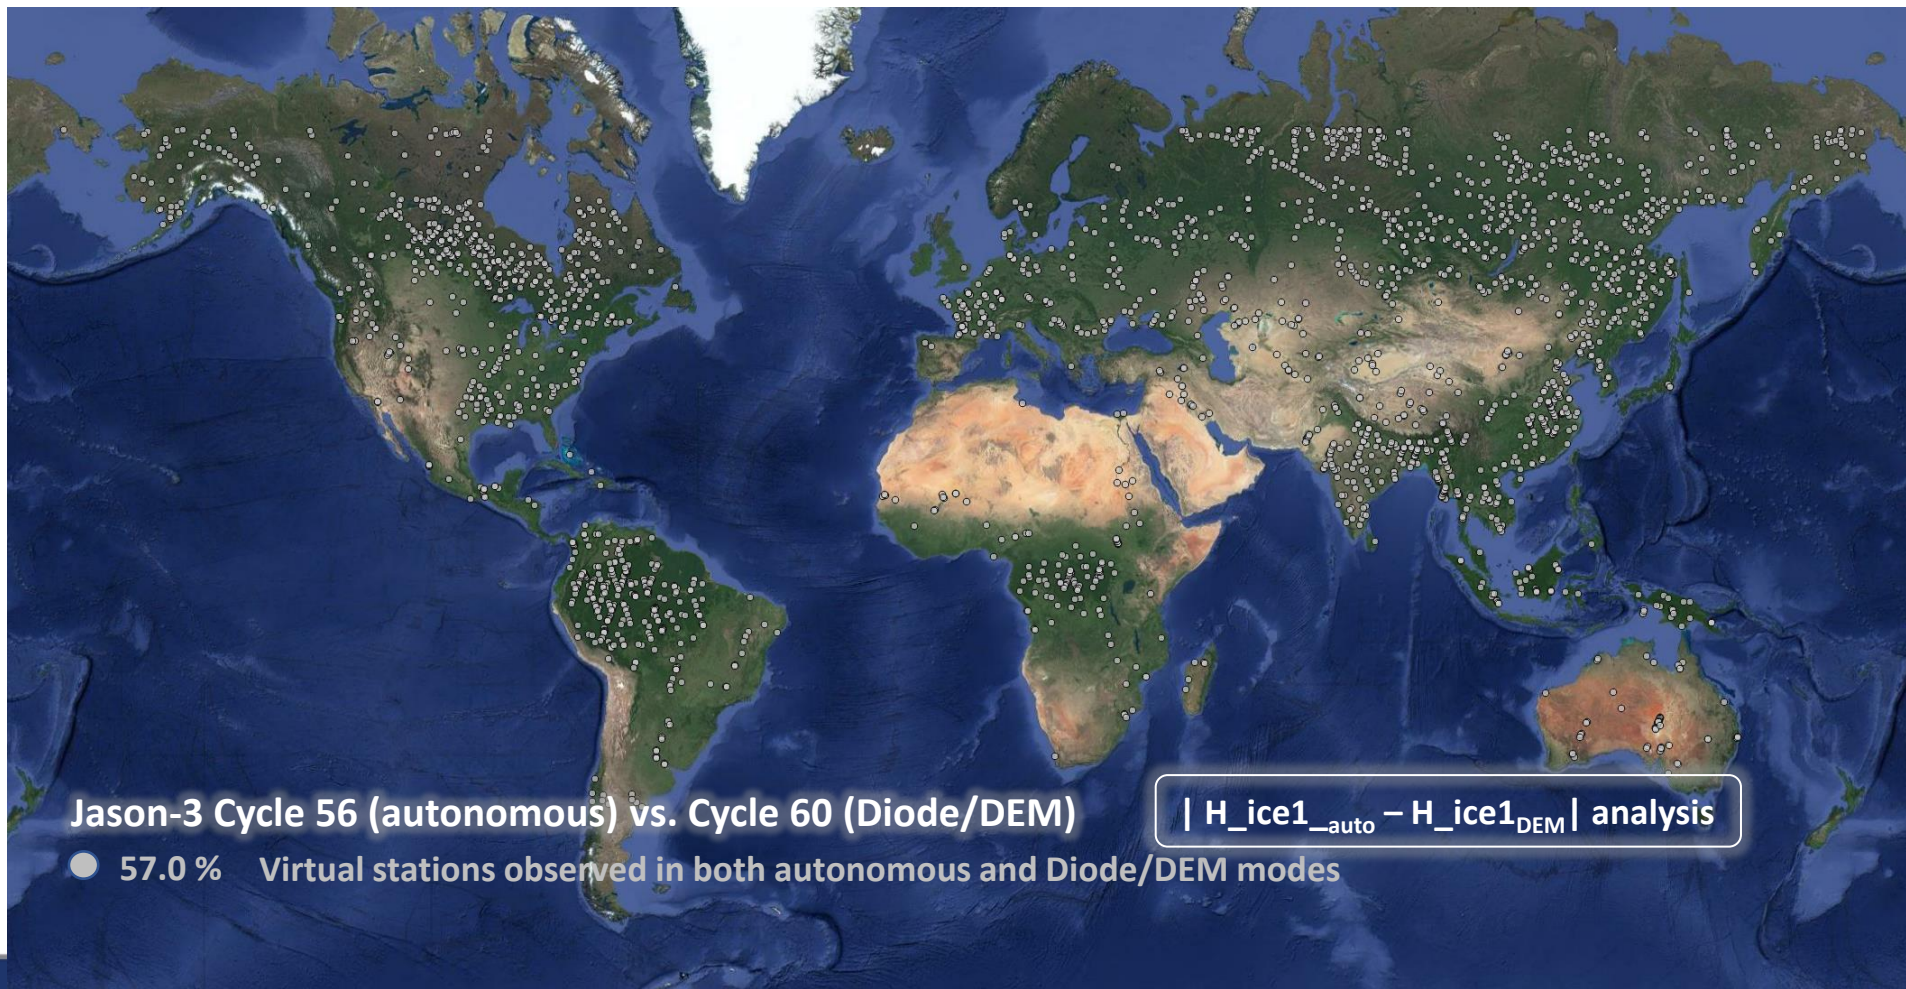 Jason-3 Cycle 56 (autonomous) vs. Cycle 60 (Diode/DEM)
| H_ice1_auto – H_ice1DEM| analysis
57.0 % Virtual stations observed in both autonomous and Diode/DEM modes